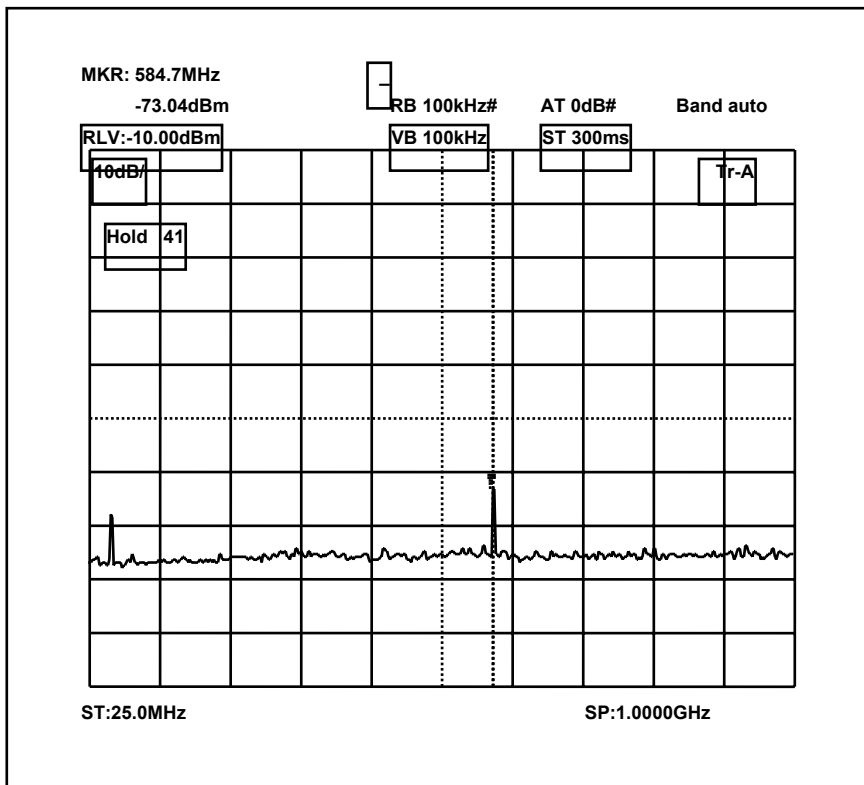 MKR: 584.7MHz
-73.04dBm
RB 100kHz# AT 0dB# Band auto
RLV:-10.00dBm VB 100kHz ST 300ms
10dB/ Tr-A
Hold 41
ST:25.0MHz SP:1.0000GHz